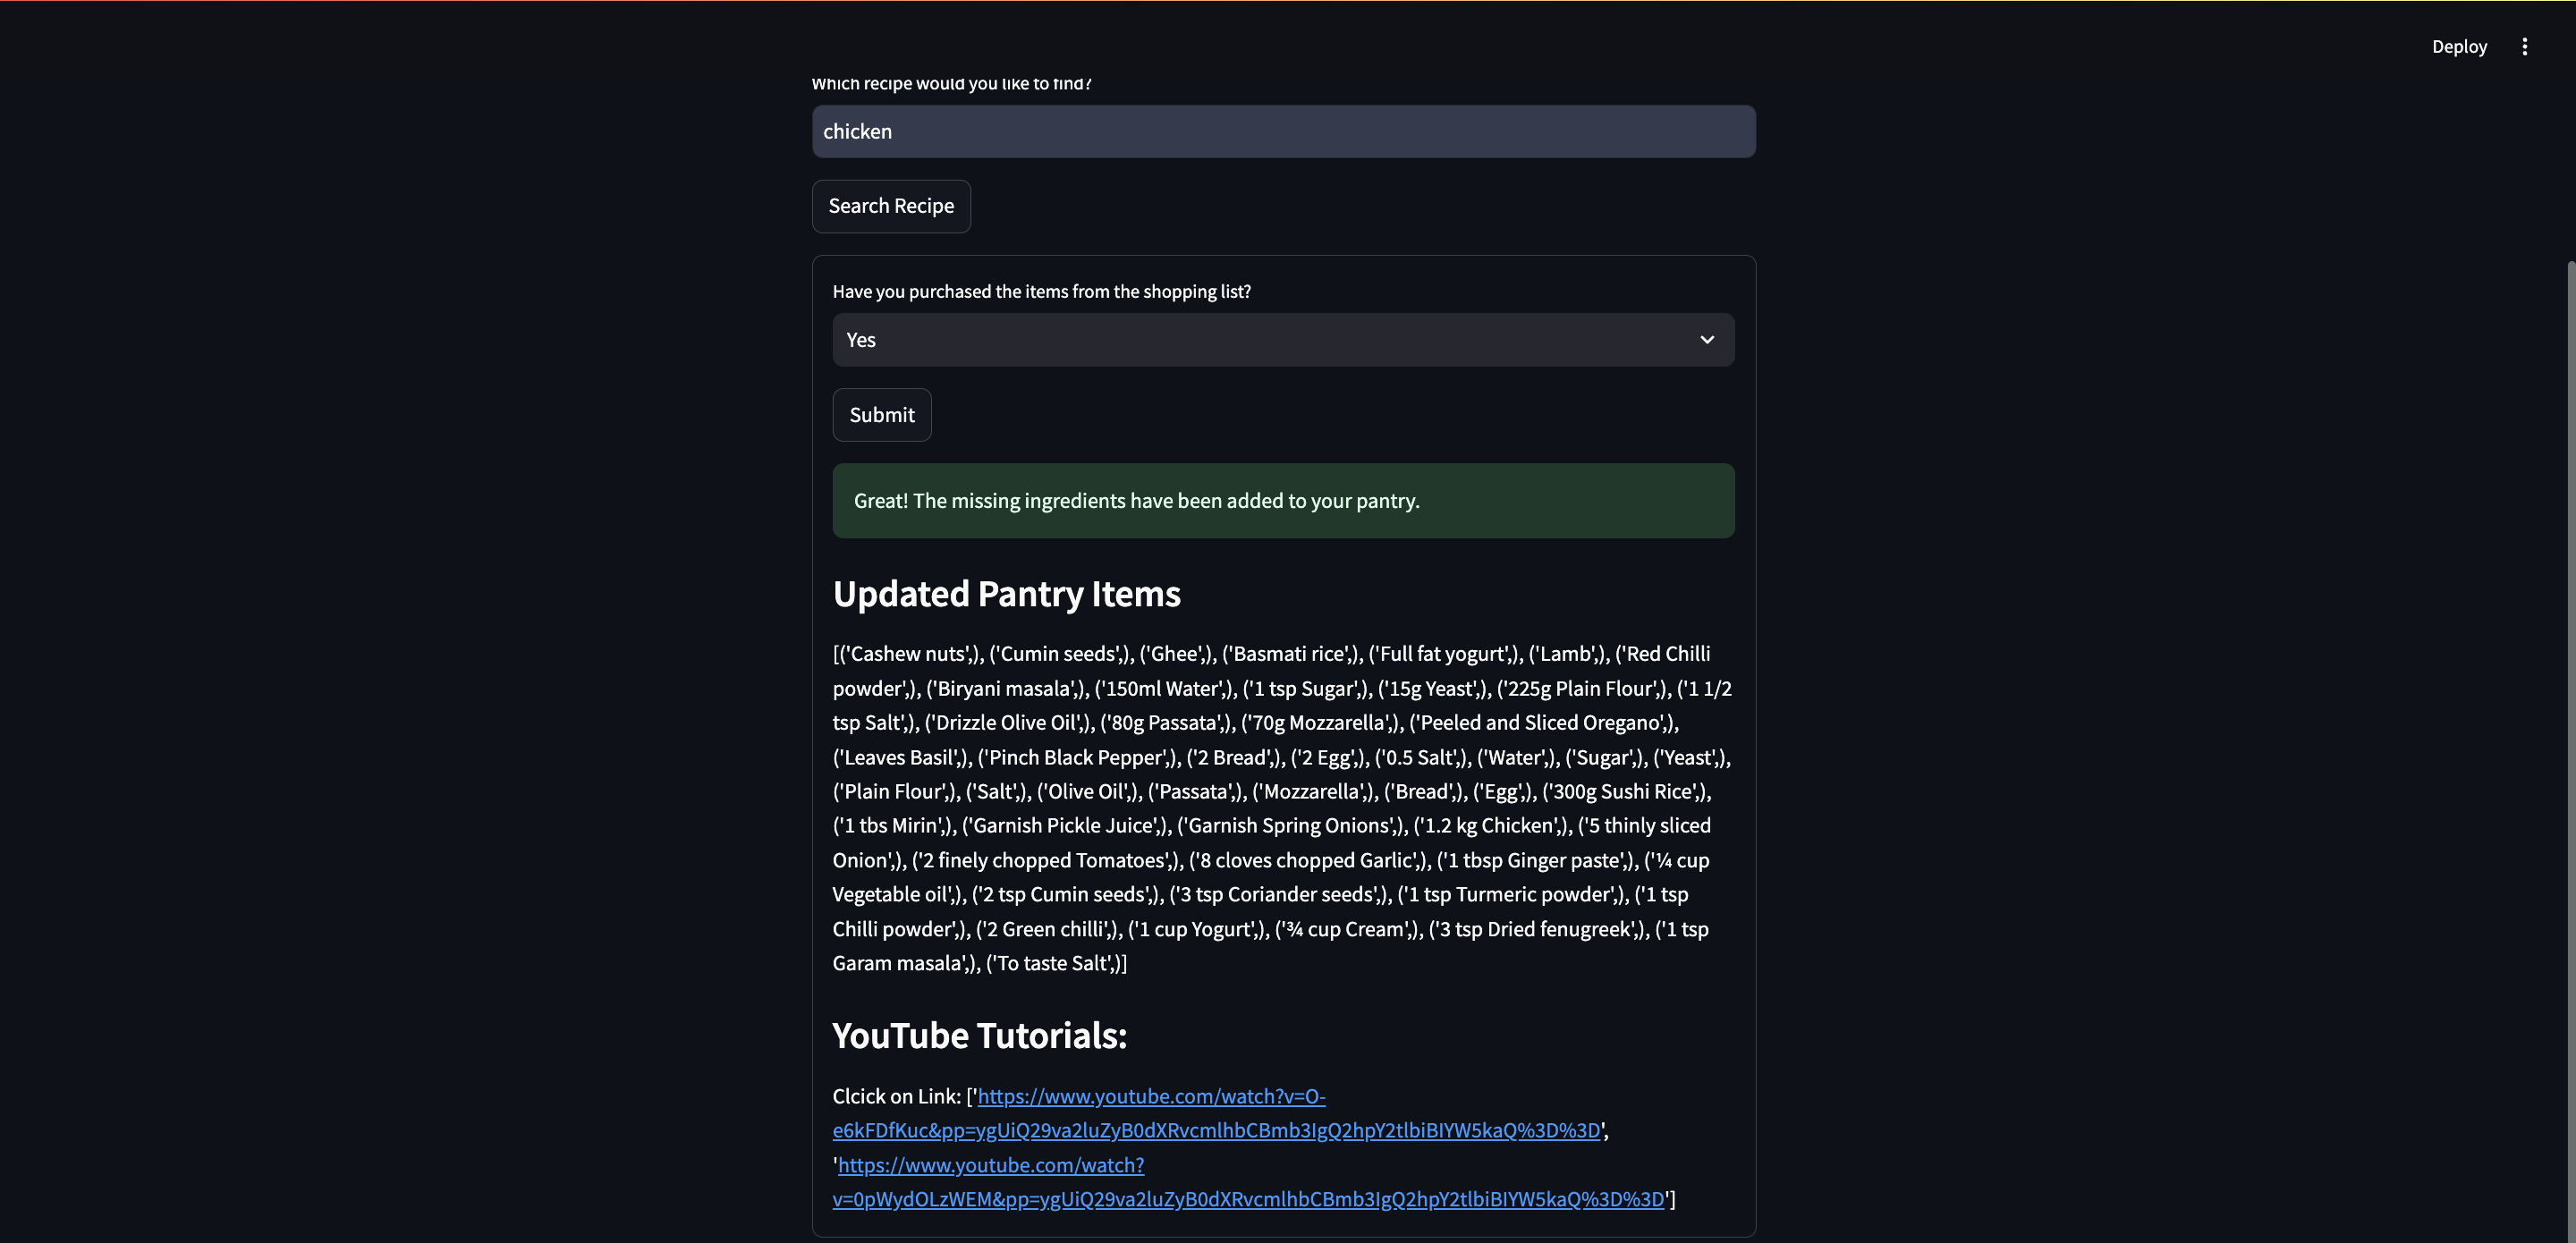 Deploy
Which recipe would you like to find?
chicken
Search Recipe
Have you purchased the items from the shopping list?
Yes
Submit
Great! The missing ingredients have been added to your pantry.
Updated Pantry Items
[('Cashew nuts',), ('Cumin seeds',), ('Ghee',), ('Basmati rice',), ('Full fat yogurt',), ('Lamb',), ('Red Chilli
powder',), ('Biryani masala',), ('150ml Water',), ('1 tsp Sugar',), ('15g Yeast',), ('225g Plain Flour',), ('1 1/2
tsp Salt',), ('Drizzle Olive Oil',), ('80g Passata',), ('70g Mozzarella',), ('Peeled and Sliced Oregano',),
('Leaves Basil',), ('Pinch Black Pepper',), ('2 Bread',), ('2 Egg',), ('0.5 Salt',), ('Water',), ('Sugar',), ('Yeast',),
('Plain Flour',), ('Salt',), ('Olive Oil',), ('Passata',), ('Mozzarella',), ('Bread',), ('Egg',), ('300g Sushi Rice',),
('1 tbs Mirin',), ('Garnish Pickle Juice',), ('Garnish Spring Onions',), ('1.2 kg Chicken',), ('5 thinly sliced
Onion',), ('2 finely chopped Tomatoes',), ('8 cloves chopped Garlic',), ('1 tbsp Ginger paste',), ('¼ cup
Vegetable oil',), ('2 tsp Cumin seeds',), ('3 tsp Coriander seeds',), ('1 tsp Turmeric powder',), ('1 tsp
Chilli powder',), ('2 Green chilli',), ('1 cup Yogurt',), ('¾ cup Cream',), ('3 tsp Dried fenugreek',), ('1 tsp
Garam masala',), ('To taste Salt',)]
YouTube Tutorials:
Clcick on Link: ['https://www.youtube.com/watch?v=O-
e6kFDfKuc&pp=ygUiQ29va2luZyB0dXRvcmlhbCBmb3IgQ2hpY2tlbiBIYW5kaQ%3D%3D',
'https://www.youtube.com/watch?
v=0pWydOLzWEM&pp=ygUiQ29va2luZyB0dXRvcmlhbCBmb3IgQ2hpY2tlbiBIYW5kaQ%3D%3D']